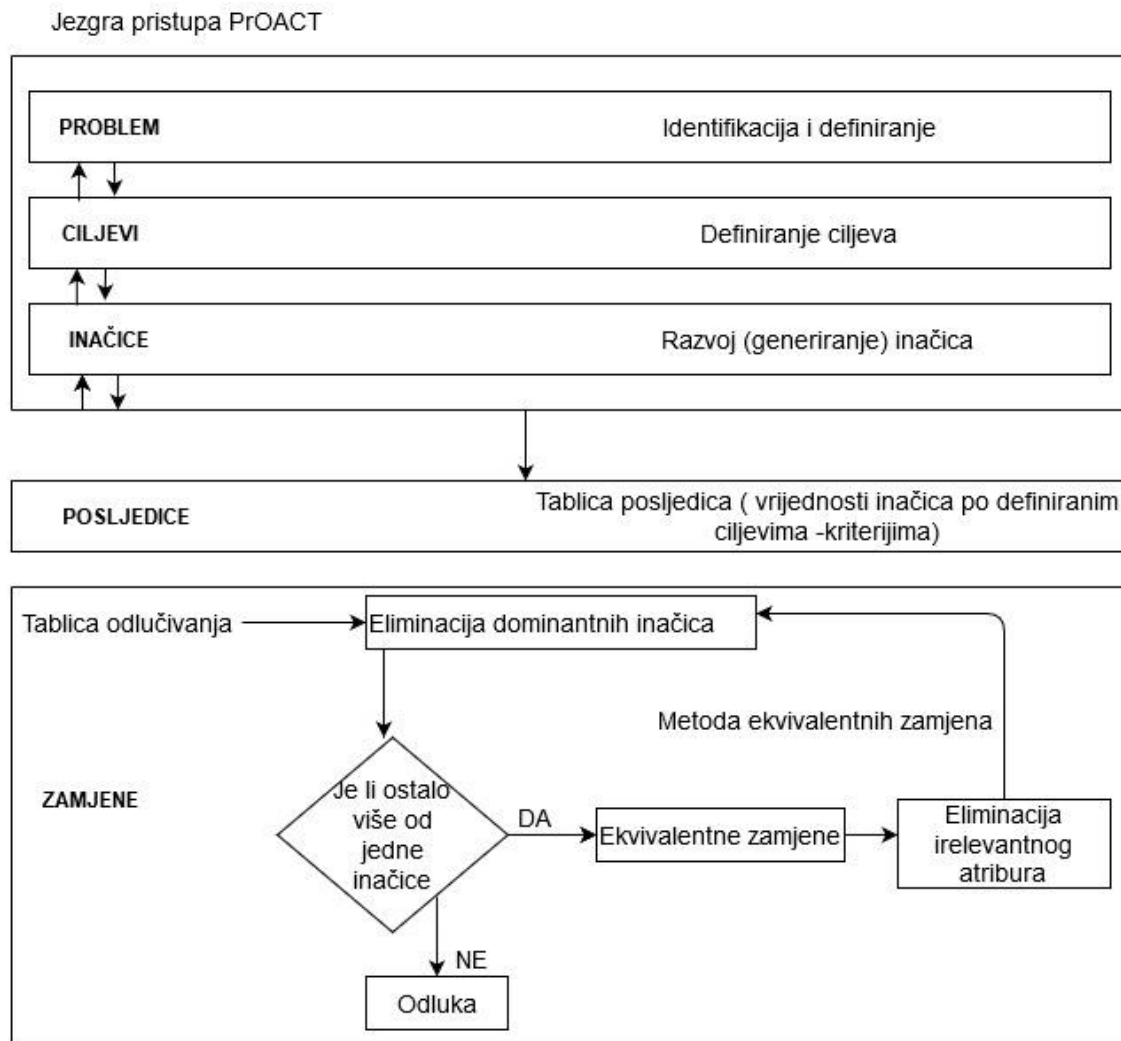 Jezgra pristupa PrOACT
PROBLEM
Identifikacija i definiranje
CILJEVI
Definiranje ciljeva
INAČICE
Razvoj (generiranje) inačica
POSLJEDICE
Tablica posljedica ( vrijednosti inačica po definiranim
ciljevima -kriterijima)
Tablica odlučivanja
Eliminacija dominantnih inačica
Metoda ekvivalentnih zamjena
ZAMJENE
Je li ostalo
više od
jedne
inačice
DA
Ekvivalentne zamjene
Eliminacija
irelevantnog
atribura
NE
Odluka